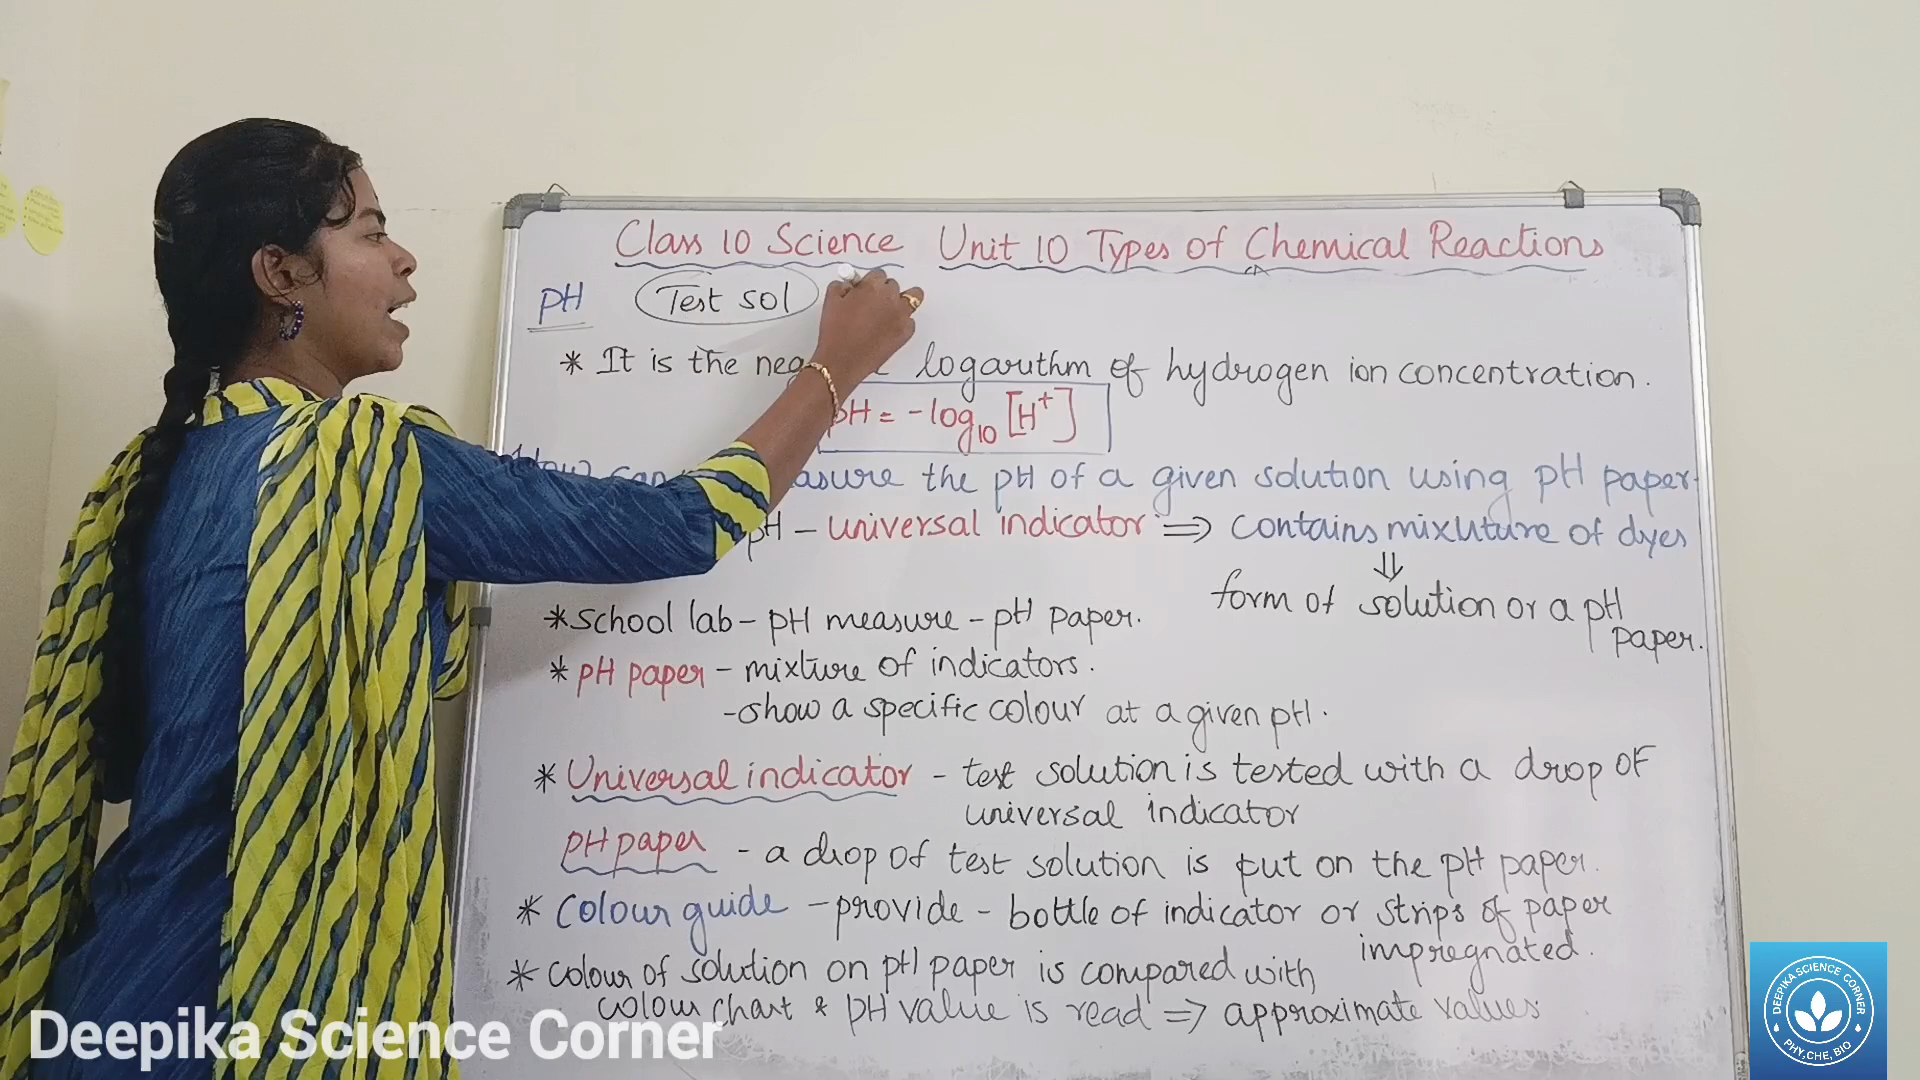 Class 10 Science Unit 10 Types of Chemical Reactions
pH Test sol
* It is the logarithm of hydrogen ion concentration.
pH = -log10 [H+]
the pH of a given solution using pH paper.
pH - universal indicator ⇒ contains mixuture of dyes
⇓
form of solution or a pH
paper.
* School lab - pH measure - pH paper.
* pH paper - mixture of indicators.
- show a specific colour at a given pH.
* Universal indicator - test solution is tested with a drop of
universal indicator
pH paper - a drop of test solution is put on the pH paper.
* Colour guide - provide - bottle of indicator or strips of paper
impregnated.
* Colour of solution on pH paper is compared with,
colour chart & pH value is read ⇒ approximate values.
Deepika Science Corner
DEEPIKA SCIENCE CORNER
PHY, CHE, BIO